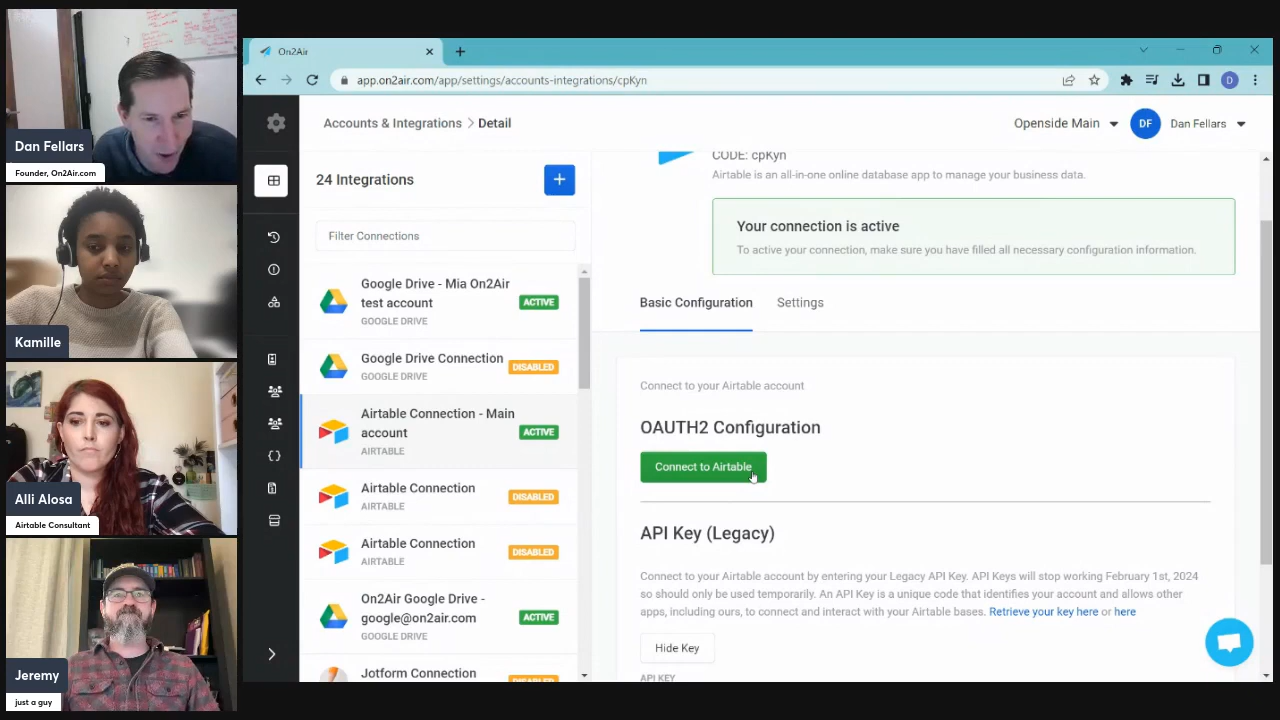 Dan Fellars
Founder, On2Air.com
Kamille
Alli Alosa
Airtable Consultant
Jeremy
just a guy
On2Air
app.on2air.com/app/settings/accounts-integrations/cpKyn
D
Accounts & Integrations > Detail
Openside Main
DF
Dan Fellars
24 Integrations
+
Filter Connections
Google Drive - Mia On2Air
test account
ACTIVE
GOOGLE DRIVE
Google Drive Connection
DISABLED
GOOGLE DRIVE
Airtable Connection - Main
account
ACTIVE
AIRTABLE
Airtable Connection
DISABLED
AIRTABLE
Airtable Connection
DISABLED
AIRTABLE
On2Air Google Drive -
google@on2air.com
ACTIVE
GOOGLE DRIVE
Jotform Connection
DISABLED
CODE: cpKyn
Airtable is an all-in-one online database app to manage your business data.
Your connection is active
To active your connection, make sure you have filled all necessary configuration information.
Basic Configuration Settings
Connect to your Airtable account
OAUTH2 Configuration
Connect to Airtable
API Key (Legacy)
Connect to your Airtable account by entering your Legacy API Key. API Keys will stop working February 1st, 2024
so should only be used temporarily. An API Key is a unique code that identifies your account and allows other
apps, including ours, to connect and interact with your Airtable bases. Retrieve your key here or here
Hide Key
API KEY